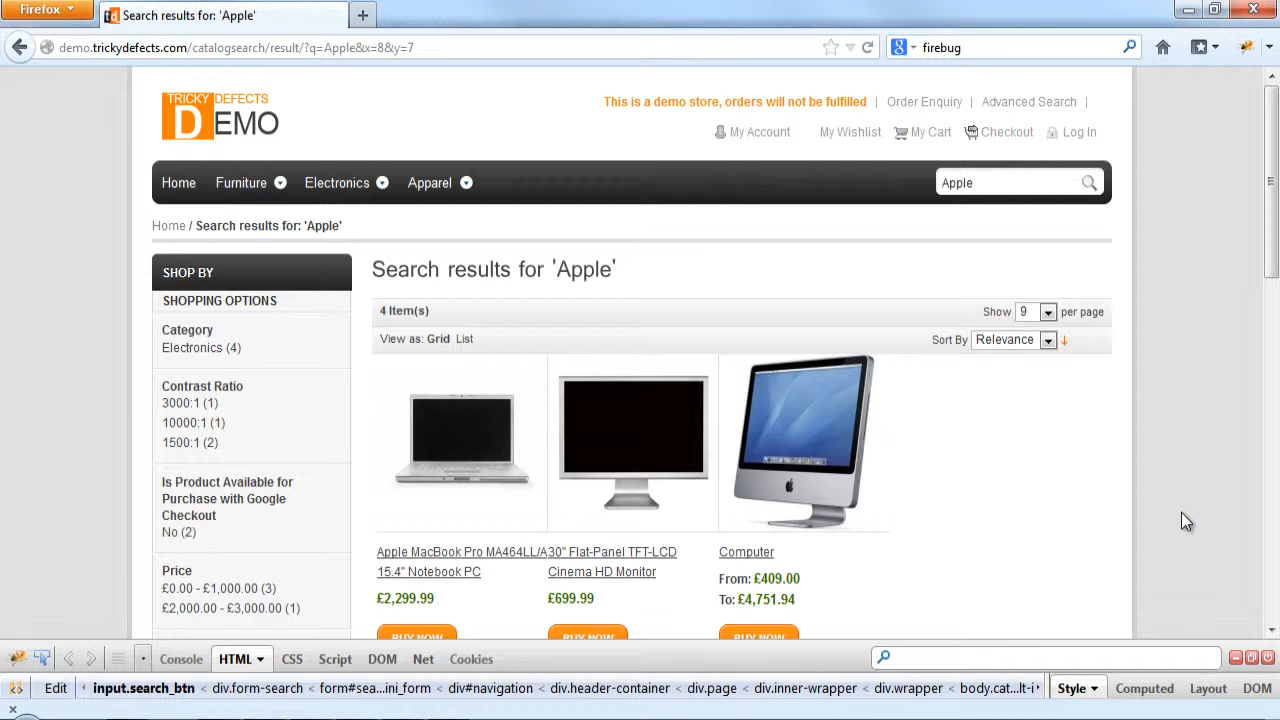 Firefox
Search results for: 'Apple'
demo.trickydefects.com/catalogsearch/result/?q=Apple&x=8&y=7
firebug
TRICKY DEFECTS
DEMO
This is a demo store, orders will not be fulfilled | Order Enquiry | Advanced Search |
My Account My Wishlist My Cart Checkout Log In
Home Furniture Electronics Apparel Apple
Home / Search results for: 'Apple'
SHOP BY
SHOPPING OPTIONS
Category
Electronics (4)
Contrast Ratio
3000:1 (1)
10000:1 (1)
1500:1 (2)
Is Product Available for
Purchase with Google
Checkout
No (2)
Price
£0.00 - £1,000.00 (3)
£2,000.00 - £3,000.00 (1)
Search results for 'Apple'
4 Item(s)
Show 9 per page
View as: Grid List
Sort By Relevance
Apple MacBook Pro MA464LL/A
15.4" Notebook PC
£2,299.99
BUY NOW
30" Flat-Panel TFT-LCD
Cinema HD Monitor
£699.99
BUY NOW
Computer
From: £409.00
To: £4,751.94
BUY NOW
Console HTML CSS Script DOM Net Cookies
Edit input.search_btn < div.form-search < form#sea...ini_form < div#navigation < div.header-container < div.page < div.inner-wrapper < div.wrapper < body.cat...lt-i
Style Computed Layout DOM